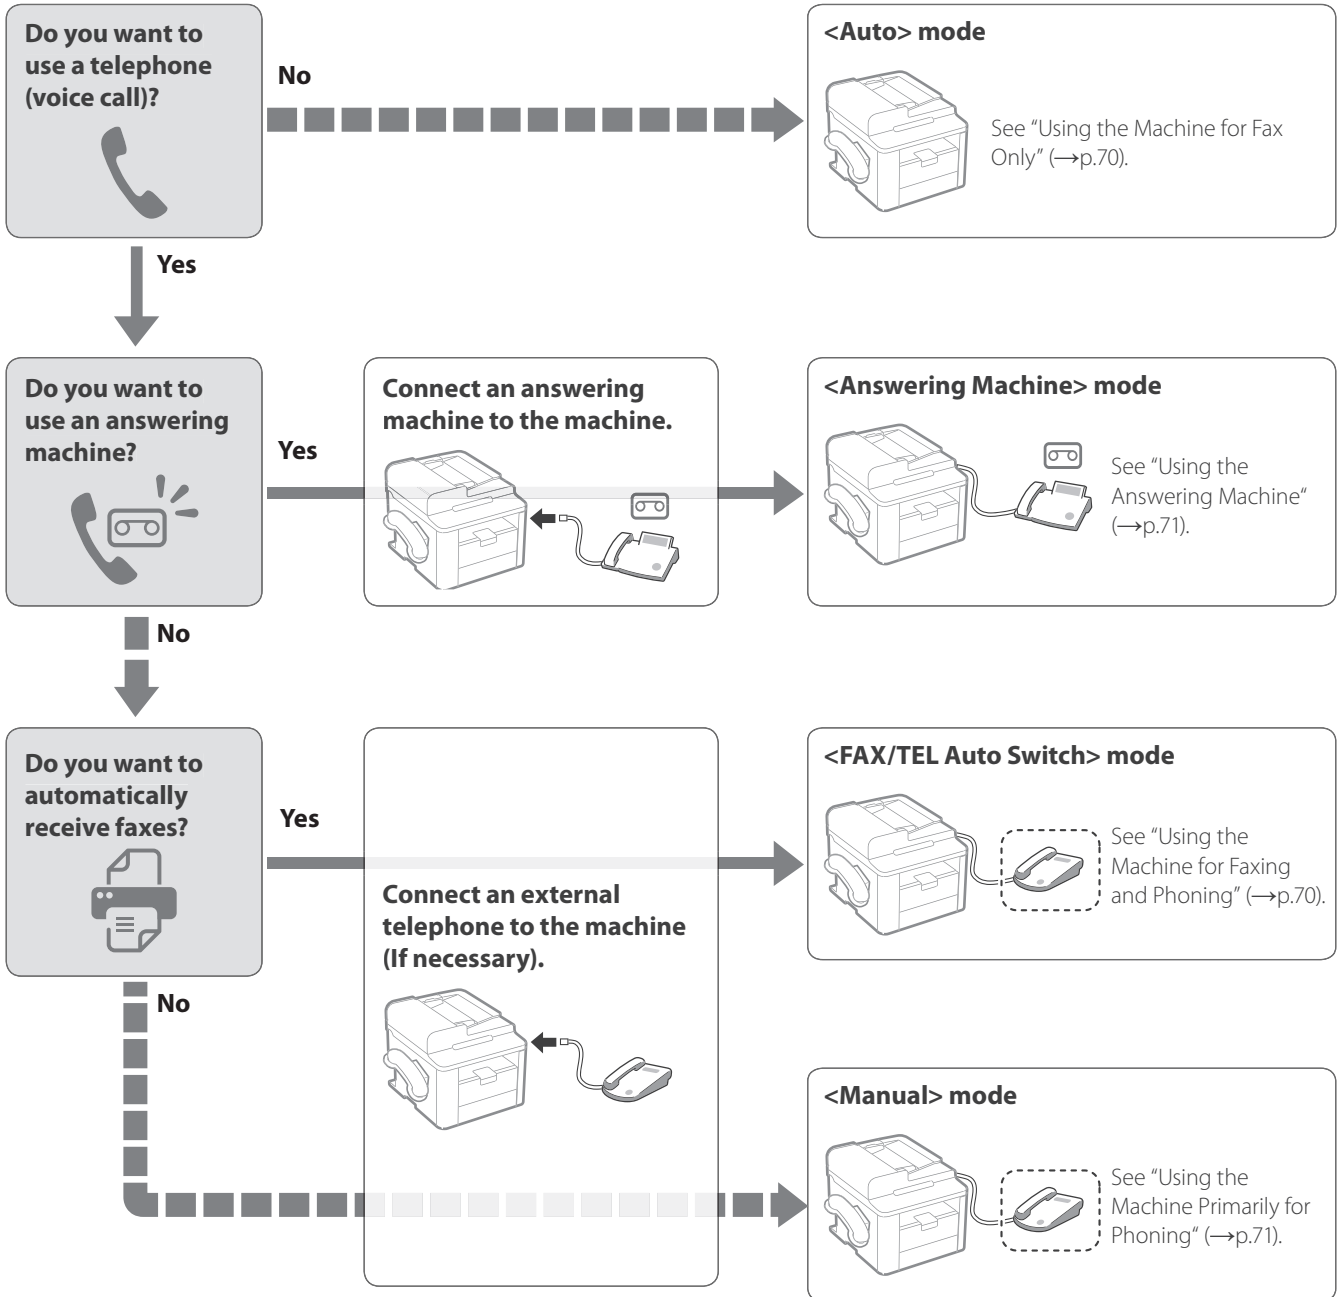 Do you want to
use a telephone
(voice call)?
No
<Auto> mode
See “Using the Machine for Fax
Only” (→p.70).
Yes
Do you want to
use an answering
machine?
Yes
Connect an answering
machine to the machine.
<Answering Machine> mode
See “Using the
Answering Machine“
(→p.71).
No
Do you want to
automatically
receive faxes?
Yes
Connect an external
telephone to the machine
(If necessary).
<FAX/TEL Auto Switch> mode
See “Using the
Machine for Faxing
and Phoning” (→p.70).
No
<Manual> mode
See “Using the
Machine Primarily for
Phoning“ (→p.71).